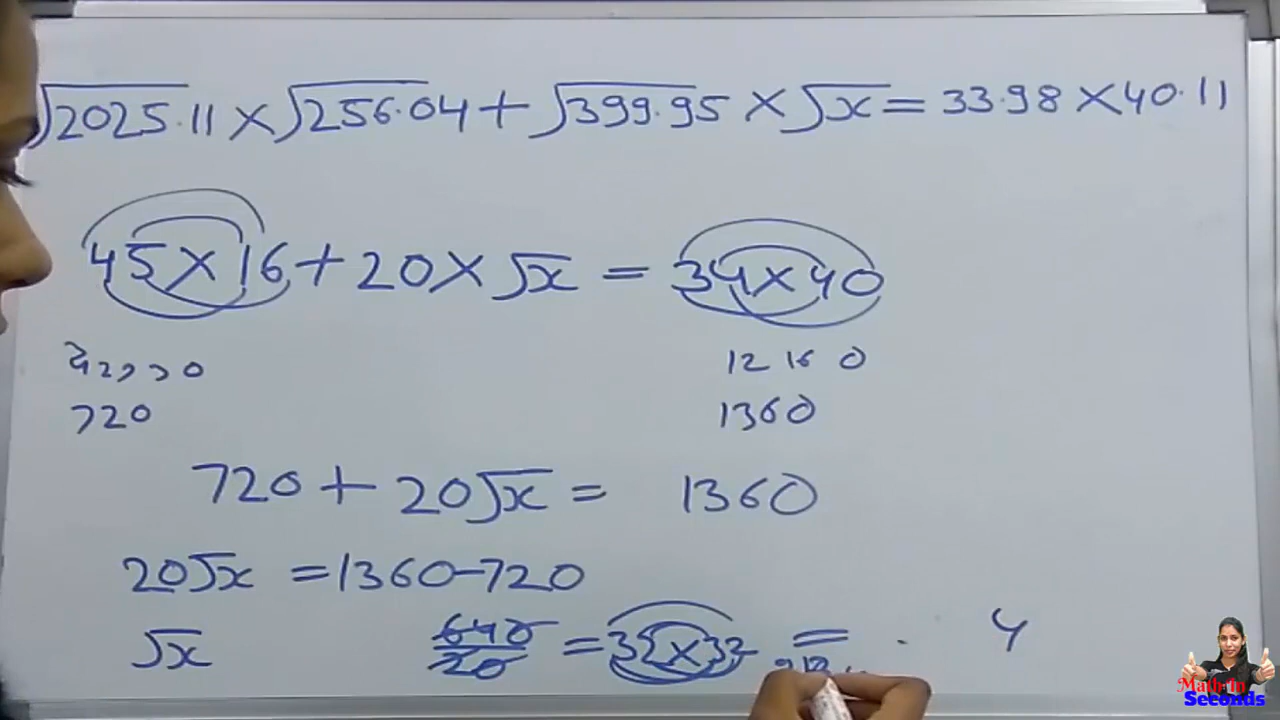 √2025.11 × √256.04 + √399.95 × √x = 33.98 × 40.11
45 × 16 + 20 × √x = 34 × 40
12 16 0
720
1360
720 + 20√x = 1360
20√x = 1360 - 720
√x 640/20 = 32 × 32 =
Math In
Seconds